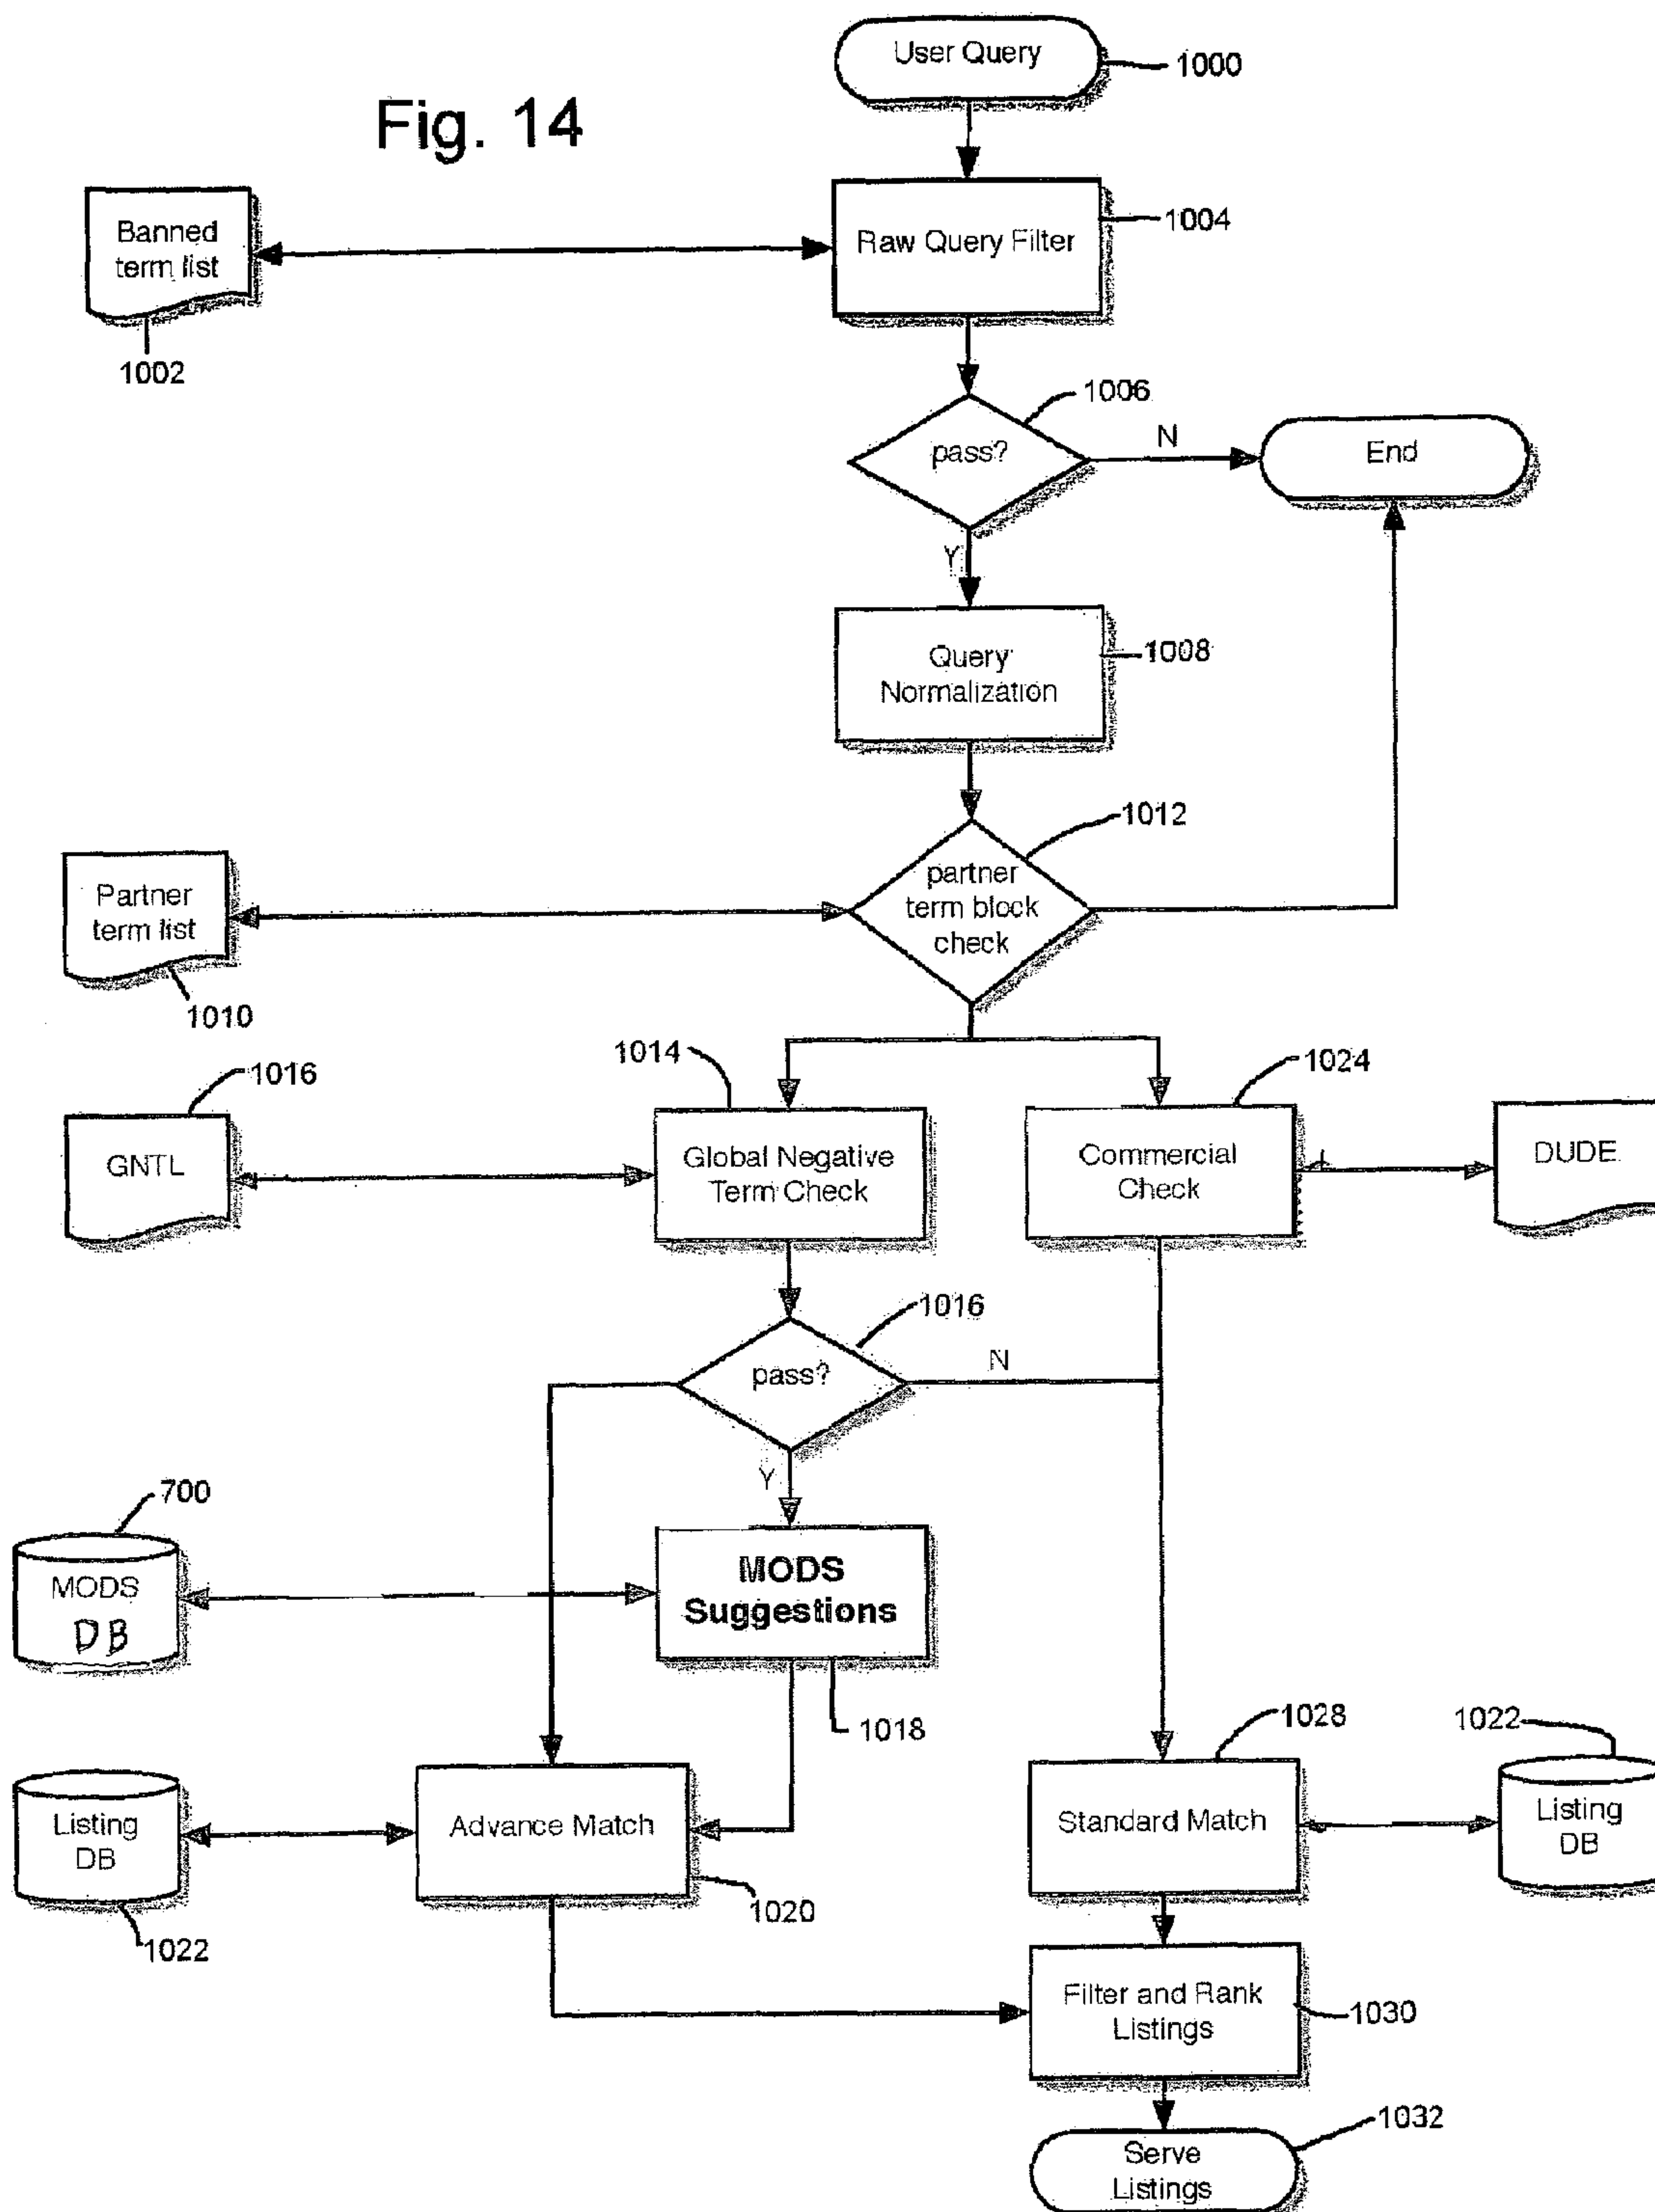 Fig. 14
User Query
1000
Banned
term list
1002
Raw Query Filter
1004
pass?
1006
N
End
Y
Query
Normalization
1008
Partner
term list
1010
partner
term block
check
1012
1016
GNTL
1014
Global Negative
Term Check
1024
Commercial
Check
DUDE
pass?
1016
N
Y
700
MODS
DB
MODS
Suggestions
1018
Listing
DB
1022
Advance Match
1020
1028
Standard Match
1022
Listing
DB
Filter and Rank
Listings
1030
Serve
Listings
1032